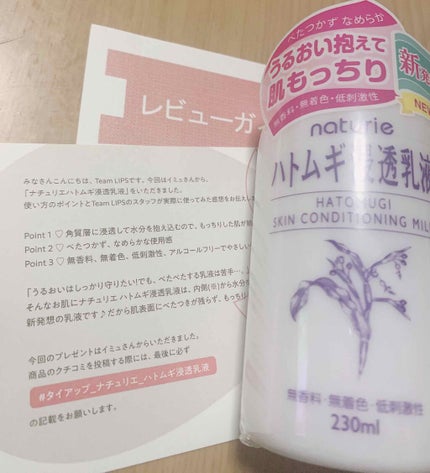 べたつかず なめらか
うるおい抱えて
肌もっちり
無香料・無着色・低刺激性
新発
NEW
レビューガ
naturie
ハトムギ浸透乳液
HATOMUGI
SKIN CONDITIONING MIL
無香料・無着色・低刺激性
230ml
みなさんこんにちは、Team LIPSです。今回はイミュさんから、
「ナチュリエハトムギ浸透乳液」をいただきました。
使い方のポイントとTeam LIPSのスタッフが実際に使ってみた感想をお伝えし
Point 1 ♡ 角質層に浸透して水分を抱え込むので、もっちりした肌が
Point 2 ♡ べたつかず、なめらかな使用感
Point 3 ♡ 無香料、無着色、低刺激性、アルコールフリーでやさしい
「うるおいはしっかり守りたい!でも、べたべたする乳液は苦手…」
そんなお肌にナチュリエ ハトムギ浸透乳液は、内側(※)から水分
新発想の乳液です♪だから肌表面にべたつきが残らず、もっちり
今回のプレゼントはイミュさんからいただきました。
商品のクチコミを投稿する際には、最後に必ず
#タイアップ_ナチュリエ_ハトムギ浸透乳液
の記載をお願いします。